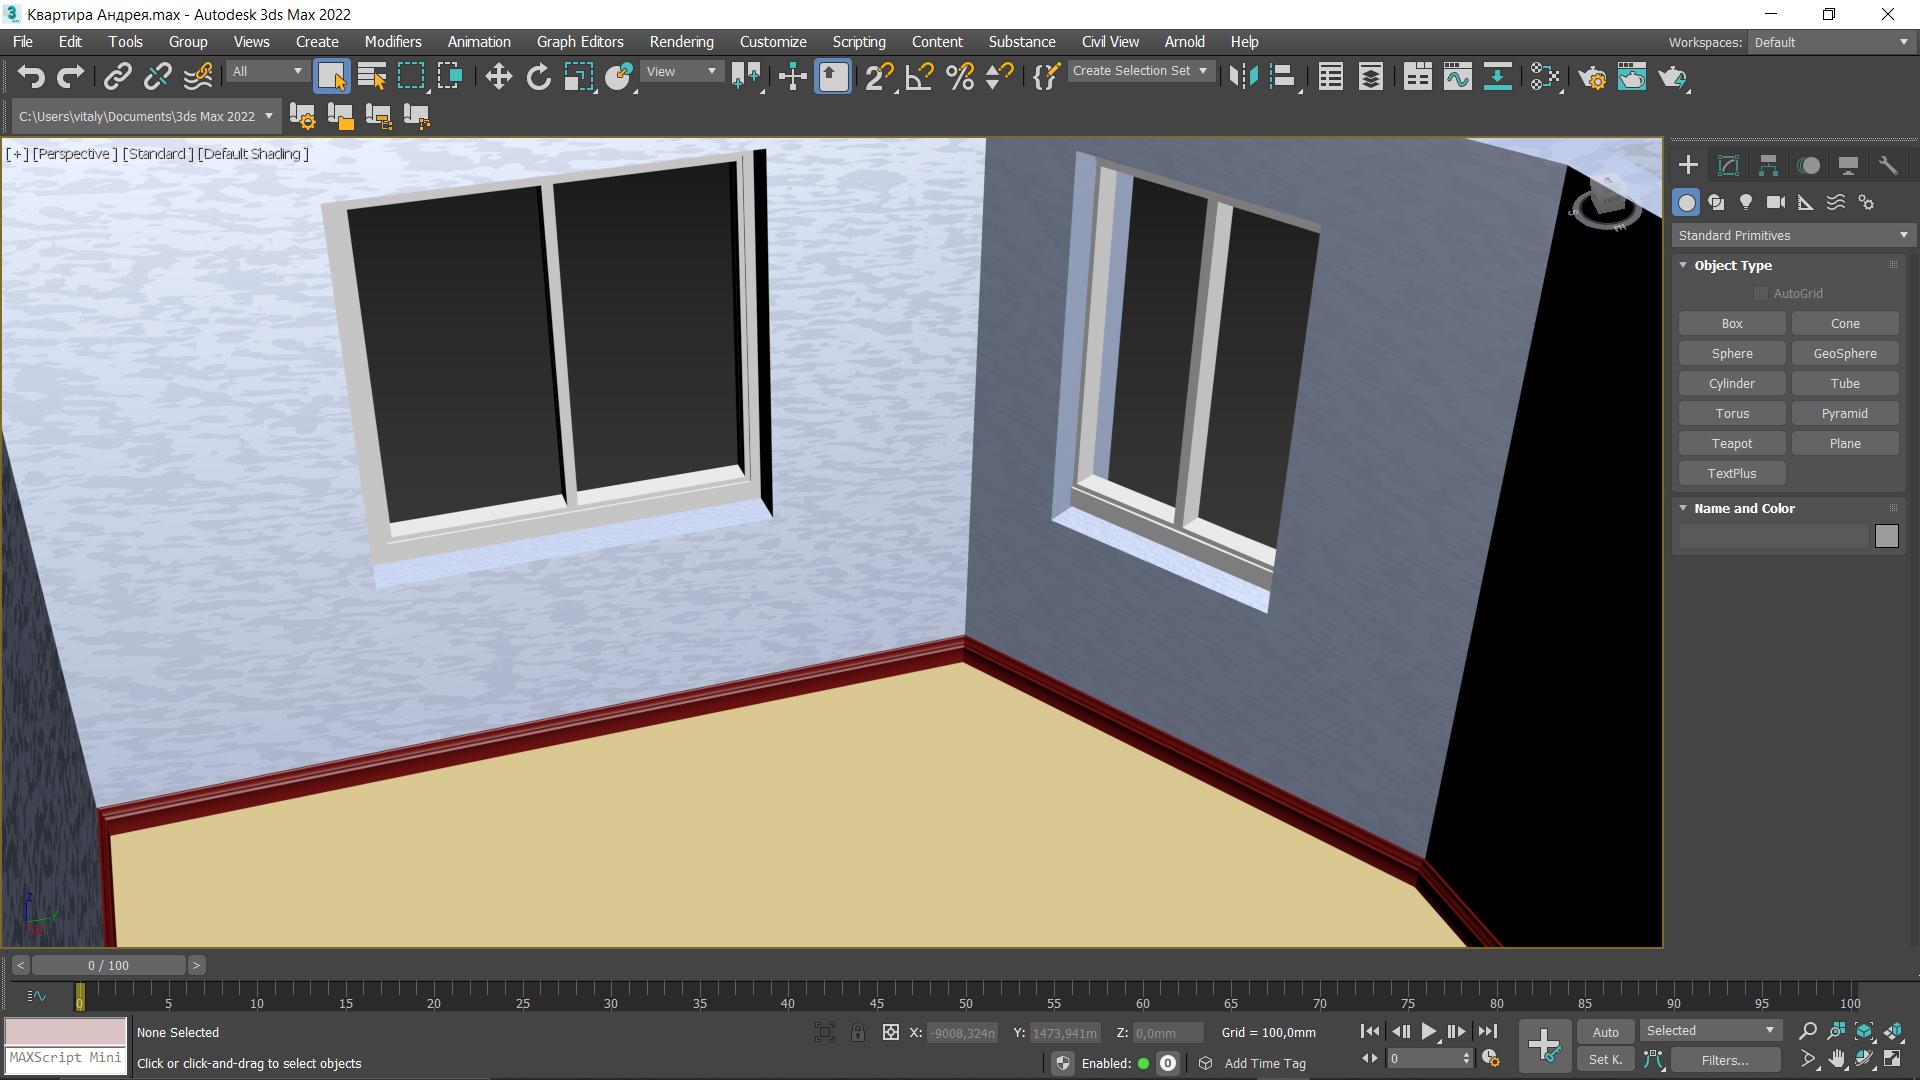 Квартира Андрея.max - Autodesk 3ds Max 2022
File Edit Tools Group Views Create Modifiers Animation Graph Editors Rendering Customize Scripting Content Substance Civil View Arnold Help Workspaces: Default
All View Create Selection Set
C:\Users\vitaly\Documents\3ds Max 2022
[+] [Perspective ] [Standard ] [Default Shading ]
Standard Primitives
Object Type
AutoGrid
Box Cone
Sphere GeoSphere
Cylinder Tube
Torus Pyramid
Teapot Plane
TextPlus
Name and Color
z
y
x
< 0 / 100 >
0 5 10 15 20 25 30 35 40 45 50 55 60 65 70 75 80 85 90 95 100
None Selected X: -9008,324m Y: 1473,941m Z: 0,0mm Grid = 100,0mm Auto Selected
MAXScript Mini Click or click-and-drag to select objects Enabled: 0 Add Time Tag 0 Set K. Filters...